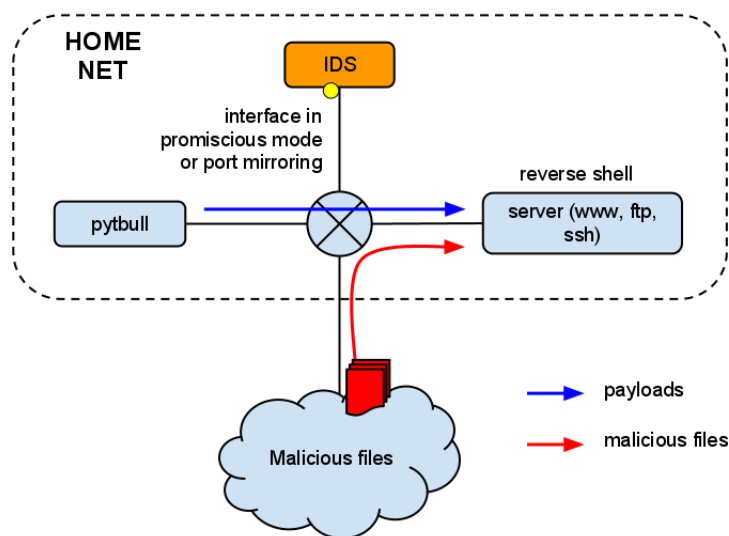 HOME
NET
IDS
interface in
promiscious mode
or port mirroring
reverse shell
pytbull
server (www, ftp,
ssh)
payloads
malicious files
Malicious files